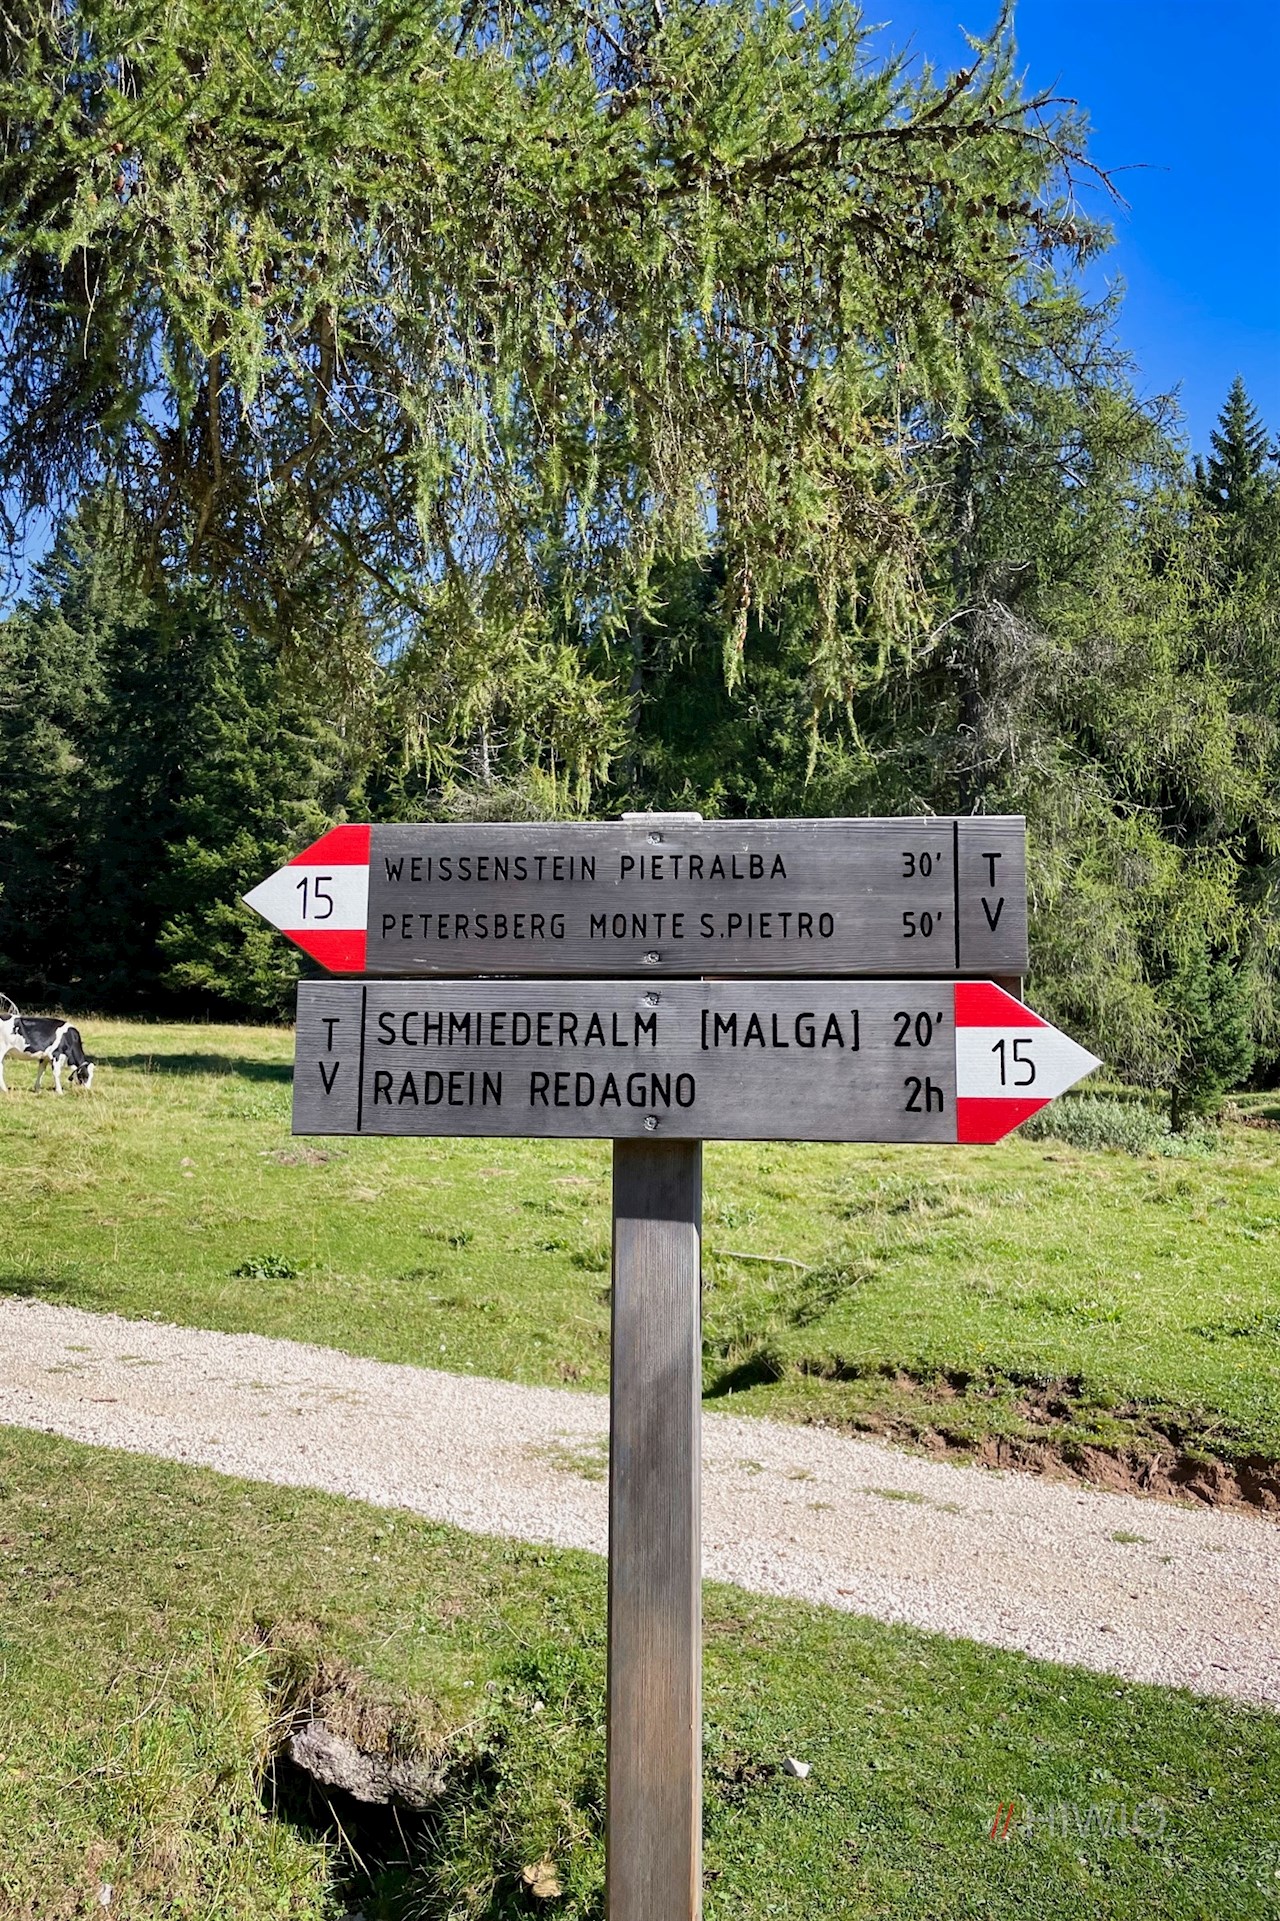 15
WEISSENSTEIN PIETRALBA 30'
PETERSBERG MONTE S.PIETRO 50'
T
V
T
V
SCHMIEDERALM [MALGA] 20'
RADEIN REDAGNO 2h
15